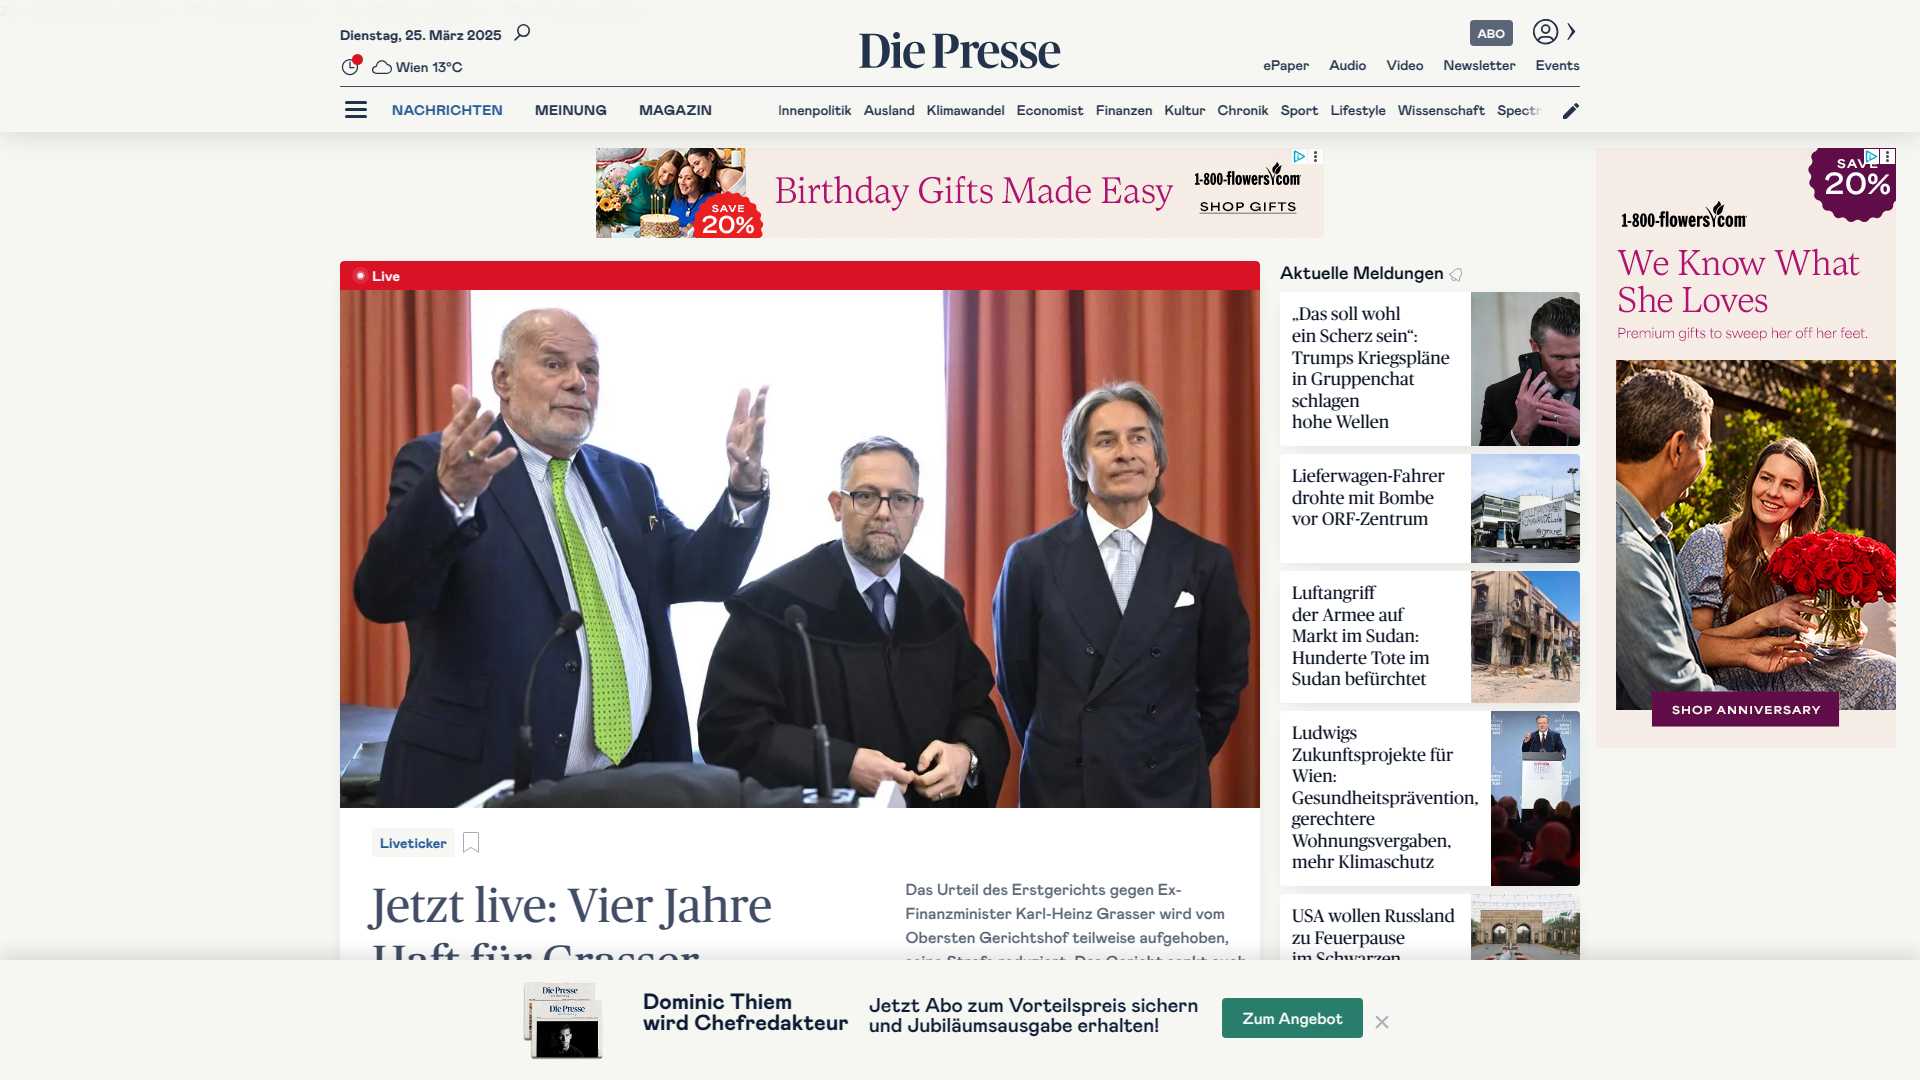 Dienstag, 25. März 2025
Wien 13°C
Die Presse
ABO
ePaper Audio Video Newsletter Events
NACHRICHTEN MEINUNG MAGAZIN
Innenpolitik Ausland Klimawandel Economist Finanzen Kultur Chronik Sport Lifestyle Wissenschaft Spectr
SAVE
20%
Birthday Gifts Made Easy
1-800-flowers.com
SHOP GIFTS
SAVE
20%
1-800-flowers.com
We Know What
She Loves
Premium gifts to sweep her off her feet.
SHOP ANNIVERSARY
Live
Liveticker
Jetzt live: Vier Jahre
Haft für Grasser
Das Urteil des Erstgerichts gegen Ex-
Finanzminister Karl-Heinz Grasser wird vom
Obersten Gerichtshof teilweise aufgehoben,
seine Strafe reduziert. Das Gericht senkt auch
Aktuelle Meldungen
„Das soll wohl
ein Scherz sein“:
Trumps Kriegspläne
in Gruppenchat
schlagen
hohe Wellen
Lieferwagen-Fahrer
drohte mit Bombe
vor ORF-Zentrum
Luftangriff
der Armee auf
Markt im Sudan:
Hunderte Tote im
Sudan befürchtet
Ludwigs
Zukunftsprojekte für
Wien:
Gesundheitsprävention,
gerechtere
Wohnungsvergaben,
mehr Klimaschutz
USA wollen Russland
zu Feuerpause
im Schwarzen
Die Presse
Die Presse
Dominic Thiem
wird Chefredakteur
Jetzt Abo zum Vorteilspreis sichern
und Jubiläumsausgabe erhalten!
Zum Angebot